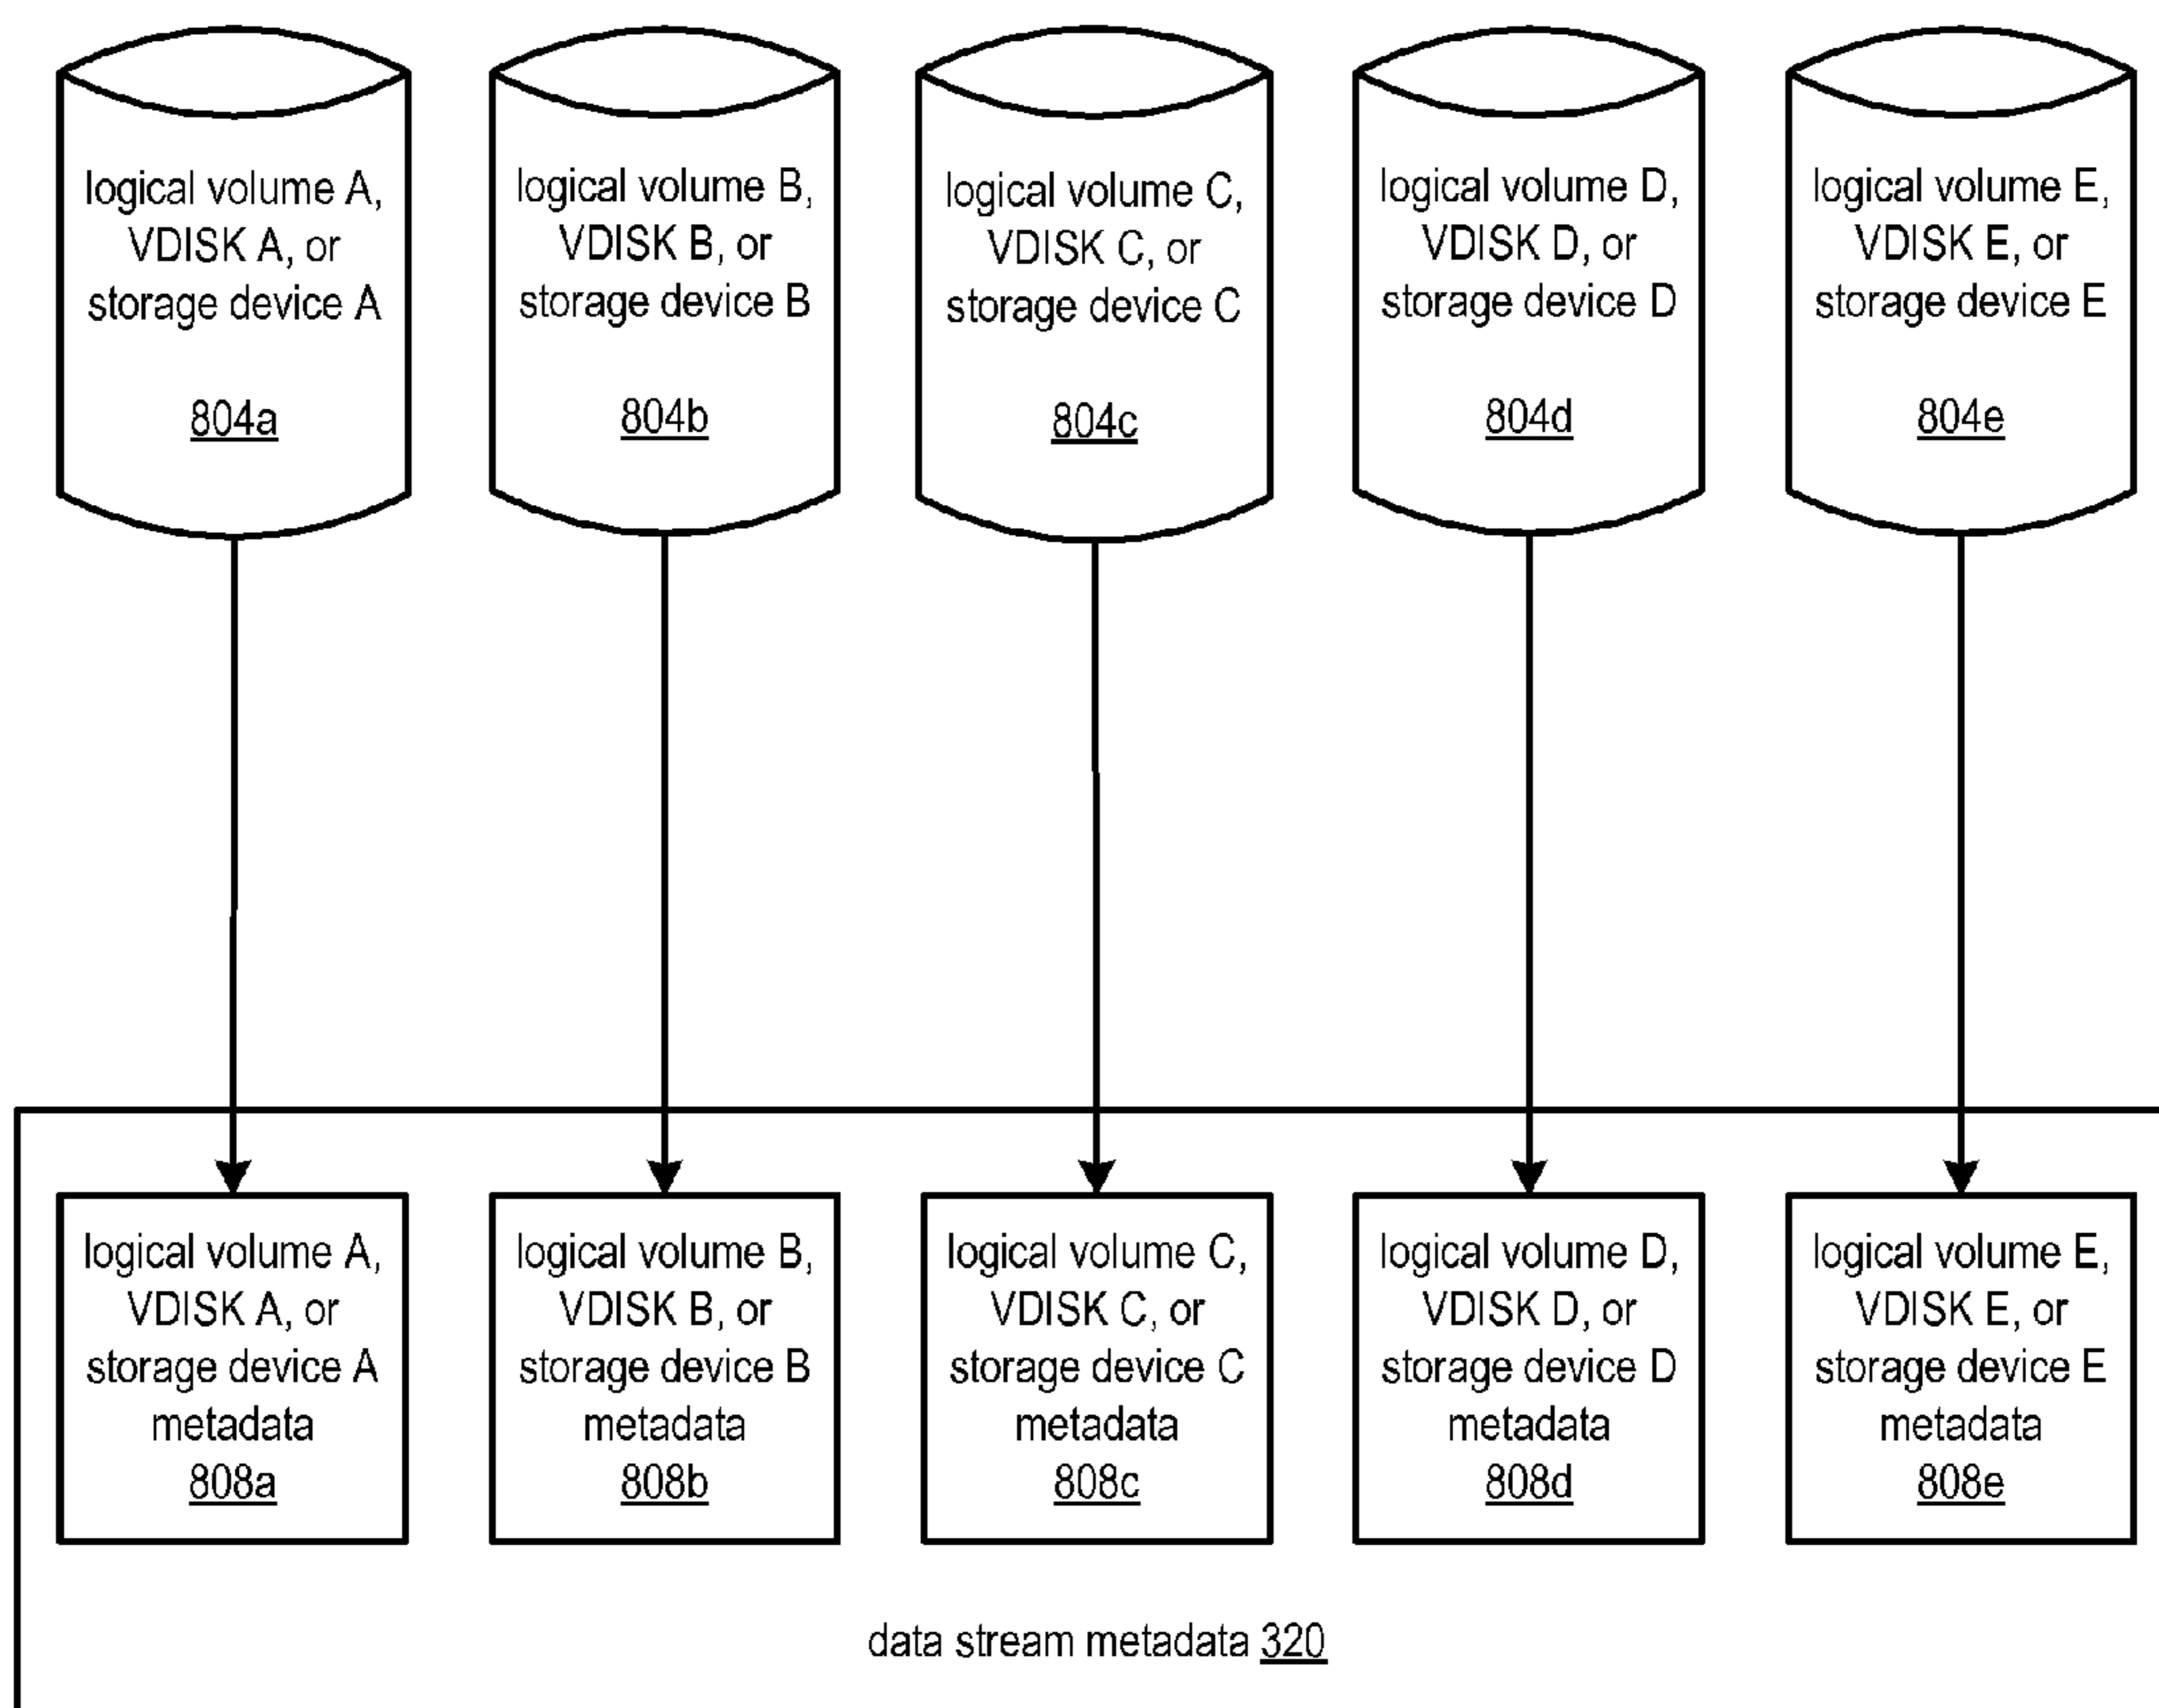 logical volume A,
VDISK A, or
storage device A
804a
logical volume B,
VDISK B, or
storage device B
804b
logical volume C,
VDISK C, or
storage device C
804c
logical volume D,
VDISK D, or
storage device D
804d
logical volume E,
VDISK E, or
storage device E
804e
logical volume A,
VDISK A, or
storage device A
metadata
808a
logical volume B,
VDISK B, or
storage device B
metadata
808b
logical volume C,
VDISK C, or
storage device C
metadata
808c
logical volume D,
VDISK D, or
storage device D
metadata
808d
logical volume E,
VDISK E, or
storage device E
metadata
808e
data stream metadata 320